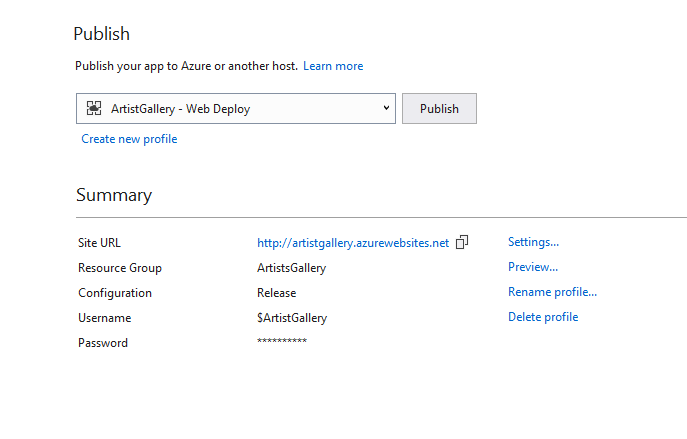 Publish
Publish your app to Azure or another host. Learn more
ArtistGallery - Web Deploy
Publish
Create new profile
Summary
Site URL http://artistgallery.azurewebsites.net Settings...
Resource Group ArtistsGallery Preview...
Configuration Release Rename profile...
Username $ArtistGallery Delete profile
Password **********